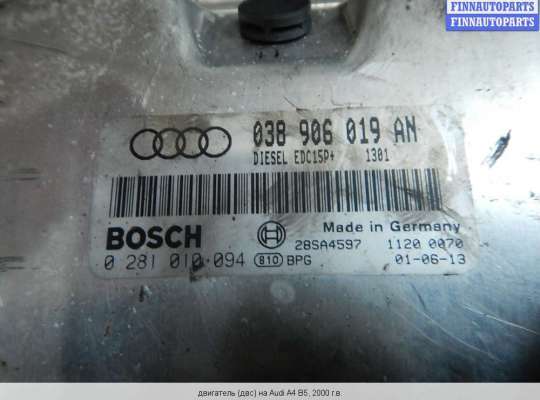 FINNAUTOPARTS
FINNAUTOPARTS
038 906 019 AN
DIESEL EDC15P+ 1301
BOSCH
Made in Germany
28SA4597 1120 0070
0 281 010 094 810 BPG 01-06-13
двигатель (двс) на Audi A4 B5, 2000 г.в.